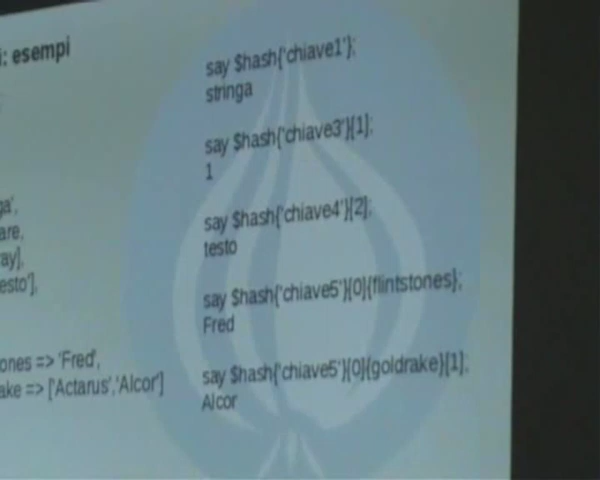 i: esempi
ga',
are,
ay],
esto'],
ones => 'Fred',
ake => ['Actarus','Alcor']
say $hash{'chiave1'};
stringa
say $hash{'chiave3'}[1];
1
say $hash{'chiave4'}[2];
testo
say $hash{'chiave5'}[0]{flintstones};
Fred
say $hash{'chiave5'}[0]{goldrake}[1];
Alcor